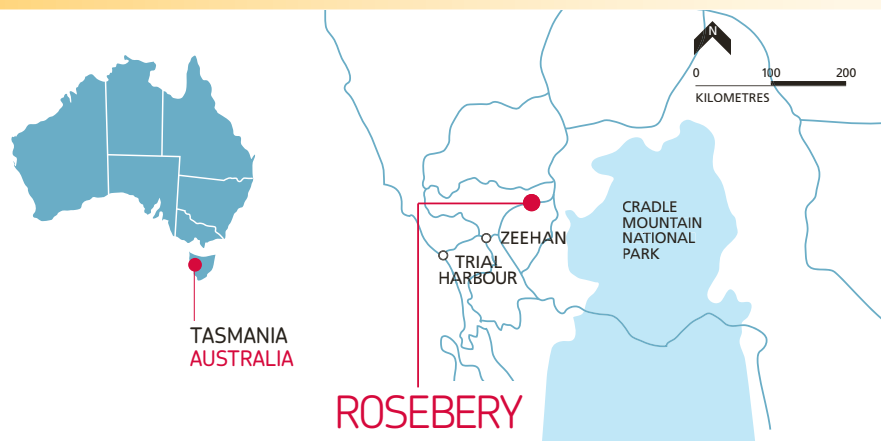 N
0 100 200
KILOMETRES
CRADLE
MOUNTAIN
NATIONAL
PARK
ZEEHAN
TRIAL
HARBOUR
TASMANIA
AUSTRALIA
ROSEBERY